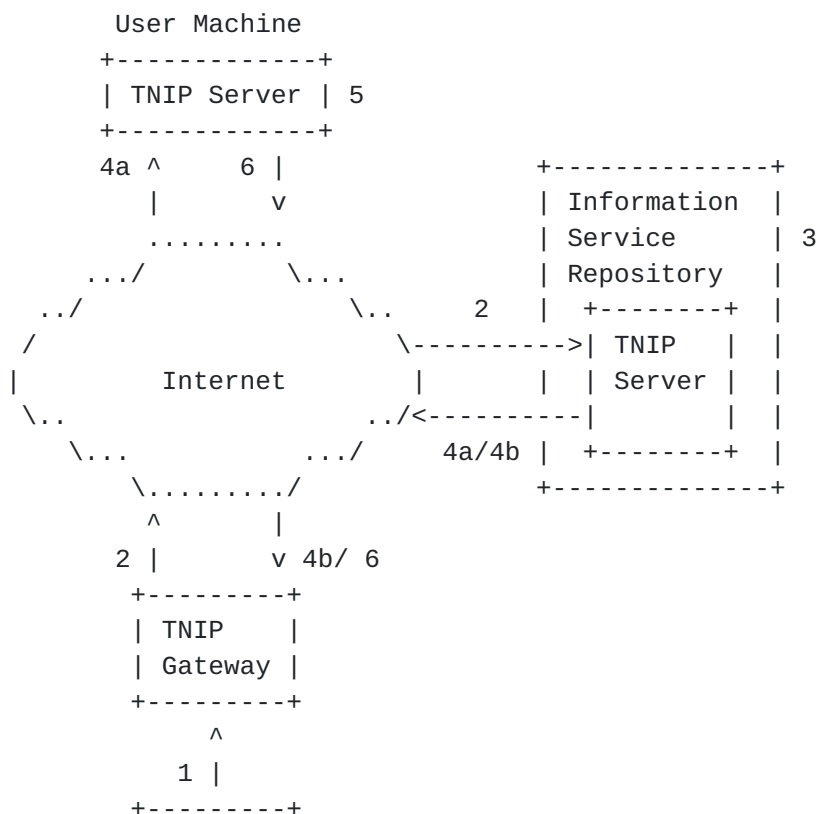 User Machine
+-------------+
| TNIP Server | 5
+-------------+
4a ^     6 |                +--------------+
|       v                | Information  |
.........                | Service      | 3
.../         \...            | Repository   |
../                 \..     2   |  +--------+  |
/                       \---------->| TNIP   |  |
|         Internet        |       |  | Server |  |
\..                   ../<----------|        |  |
\...           .../       4a/4b |  +--------+  |
\........./               +--------------+
^       |
2 |       v 4b/ 6
+---------+
| TNIP    |
| Gateway |
+---------+
^
1 |
+---------+